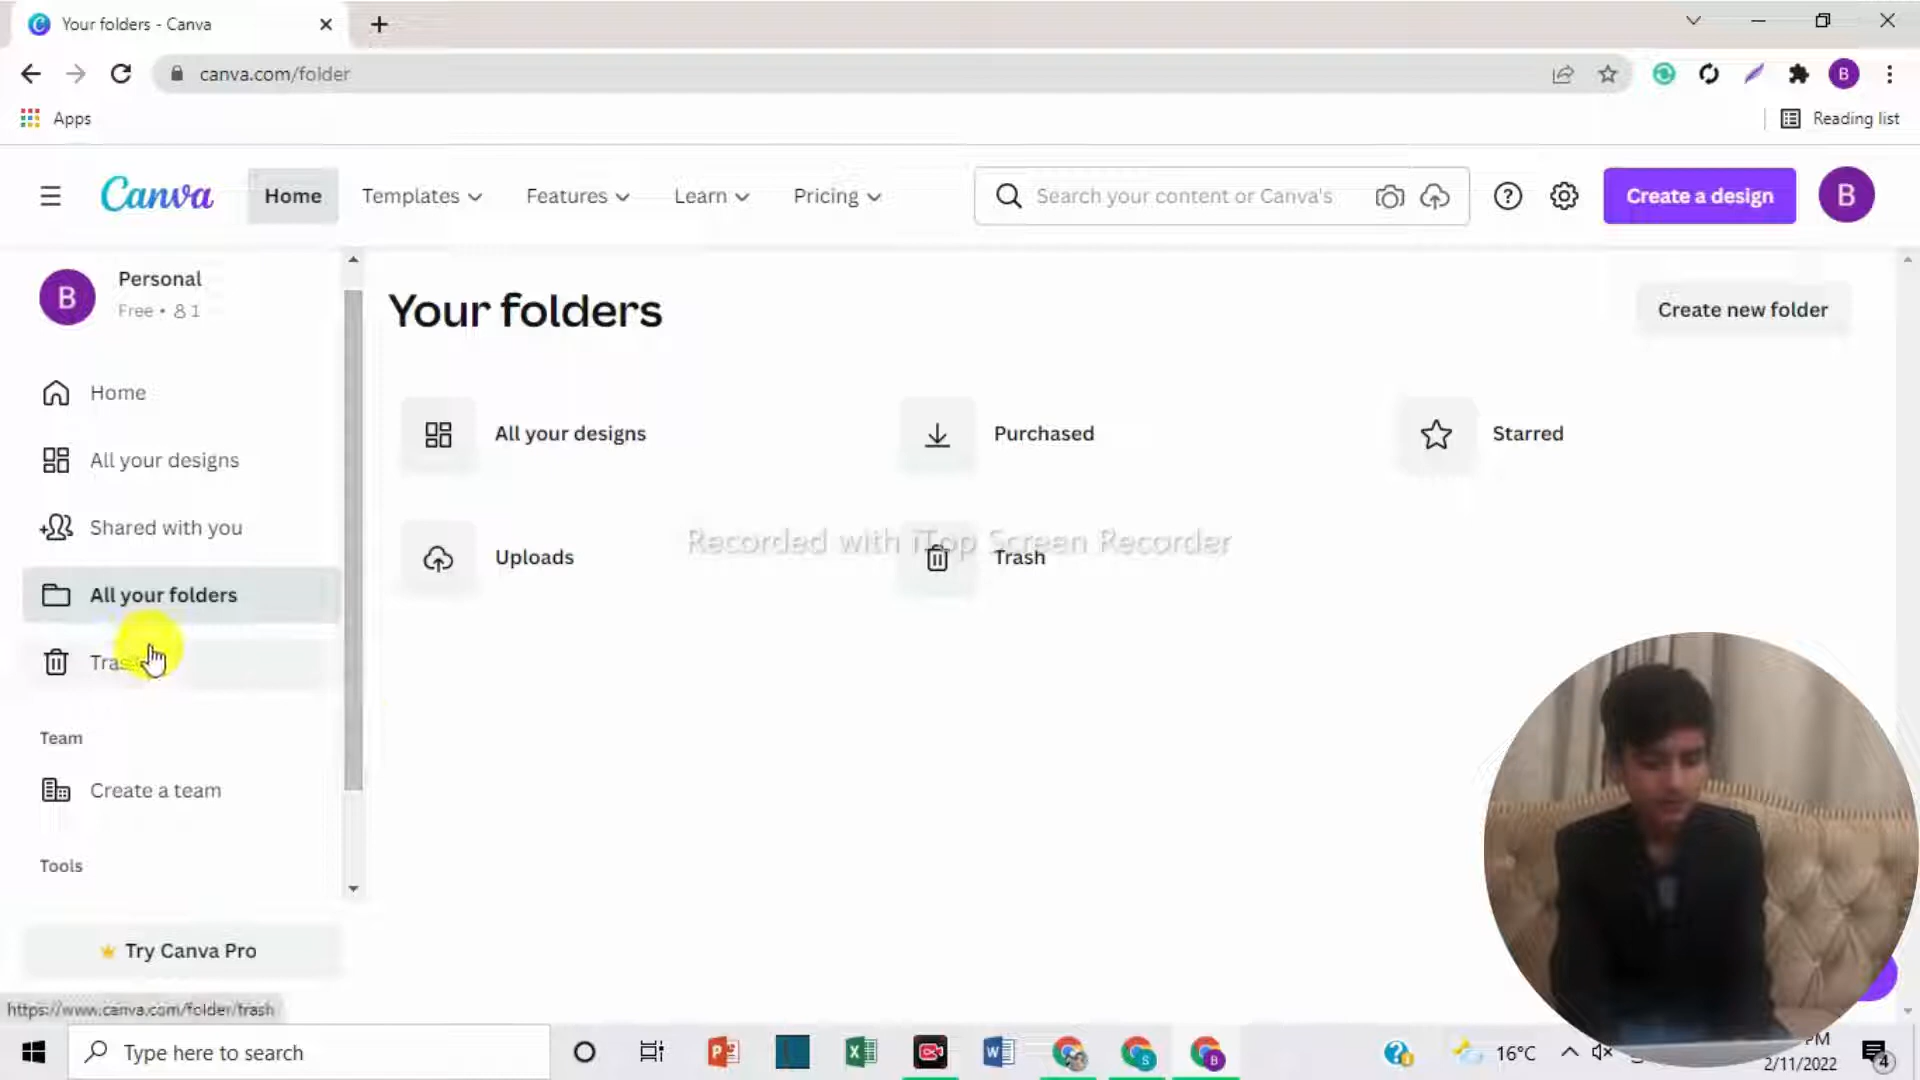 Your folders - Canva
canva.com/folder
B
Apps
Reading list
Canva
Home
Templates
Features
Learn
Pricing
Search your content or Canva's
Create a design
B
B
Personal
Free • 1
Home
All your designs
Shared with you
All your folders
Team
Create a team
Tools
Try Canva Pro
Your folders
Create new folder
All your designs
Purchased
Starred
Uploads
Trash
Recorded with iTop Screen Recorder
https://www.canva.com/folder/trash
Type here to search
S
B
16°C
PM
2/11/2022
4